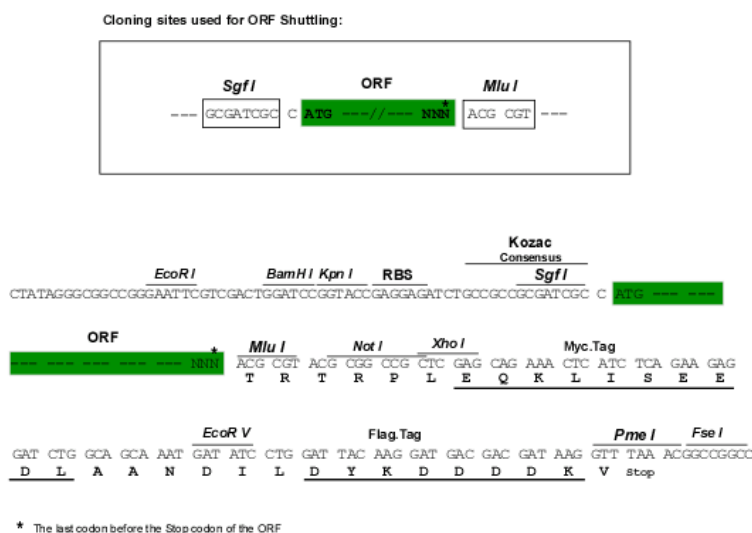 Cloning sites used for ORF Shuttling:
Sgf I ORF Mlu I
--- GCGATCGC C ATG ---//--- NNN* ACG CGT ---
Kozac
Consensus
EcoR I BamH I Kpn I RBS Sgf I
CTATAGGGCGGCCGGGAATTCGTCGACTGGATCCGGTACCGAGGAGATCTGCCGCCGCGATCGC C ATG --- ---
ORF Mlu I Not I Xho I Myc.Tag
--- --- --- --- --- --- NNN* ACG CGT ACG CGG CCG CTC GAG CAG AAA CTC ATC TCA GAA GAG
T R T R P L E Q K L I S E E
EcoR V Flag.Tag Pme I Fse I
GAT CTG GCA GCA AAT GAT ATC CTG GAT TAC AAG GAT GAC GAC GAT AAG GTT TAA ACGGCCGGCC
D L A A N D I L D Y K D D D D K V Stop
* The last codon before the Stop codon of the ORF